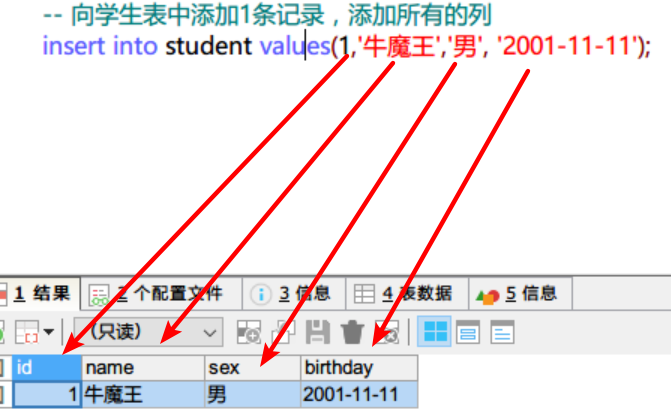 -- 向学生表中添加1条记录，添加所有的列
insert into student values(1,'牛魔王','男', '2001-11-11');
1 结果 2 个配置文件 3 信息 4 表数据 5 信息
（只读）
id name sex birthday
1 牛魔王 男 2001-11-11